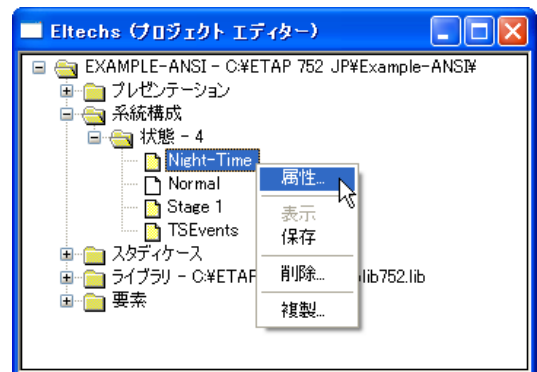 Eltechs (プロジェクト エディター)
EXAMPLE-ANSI - C:¥ETAP 752 JP¥Example-ANSI¥
プレゼンテーション
系統構成
状態 - 4
Night-Time
属性...
Normal
Stage 1
表示
TSEvents
保存
スタディケース
ライブラリ - C:¥ETAP lib752.lib
削除...
要素
複製...